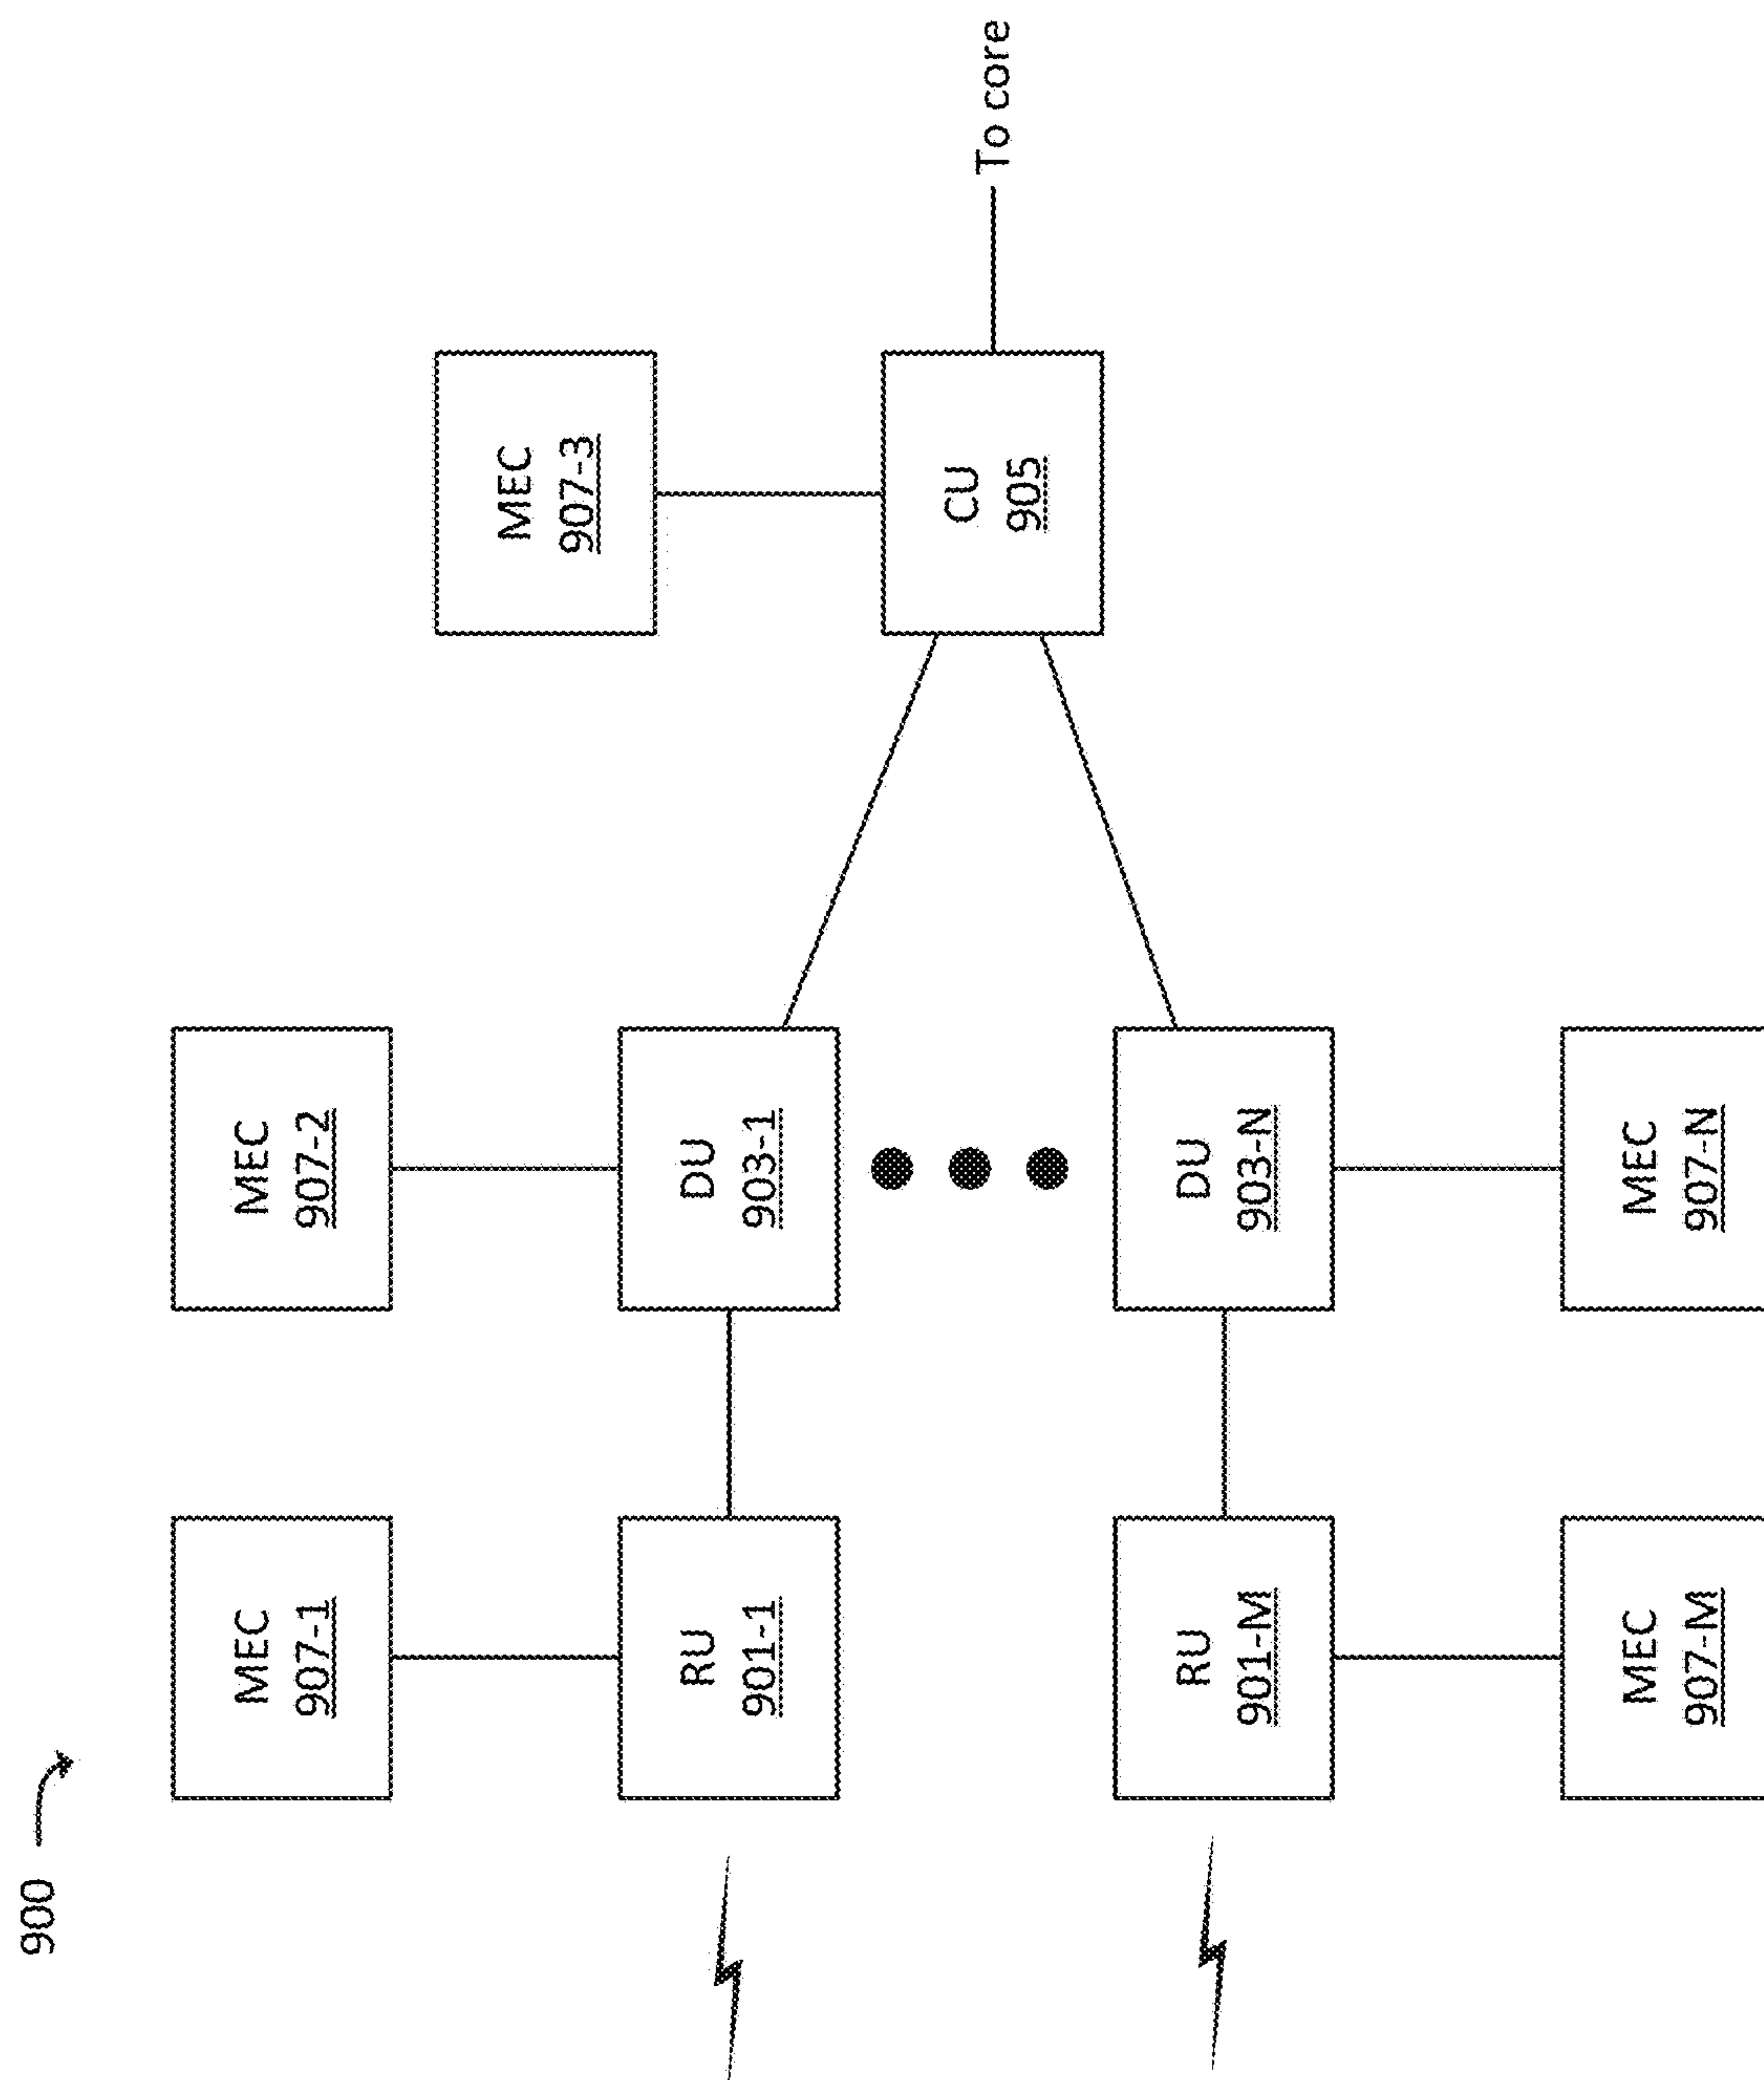 900
MEC
907-1
MEC
907-2
MEC
907-3
RU
901-1
DU
903-1
CU
905
To core
RU
901-M
DU
903-N
MEC
907-M
MEC
907-N